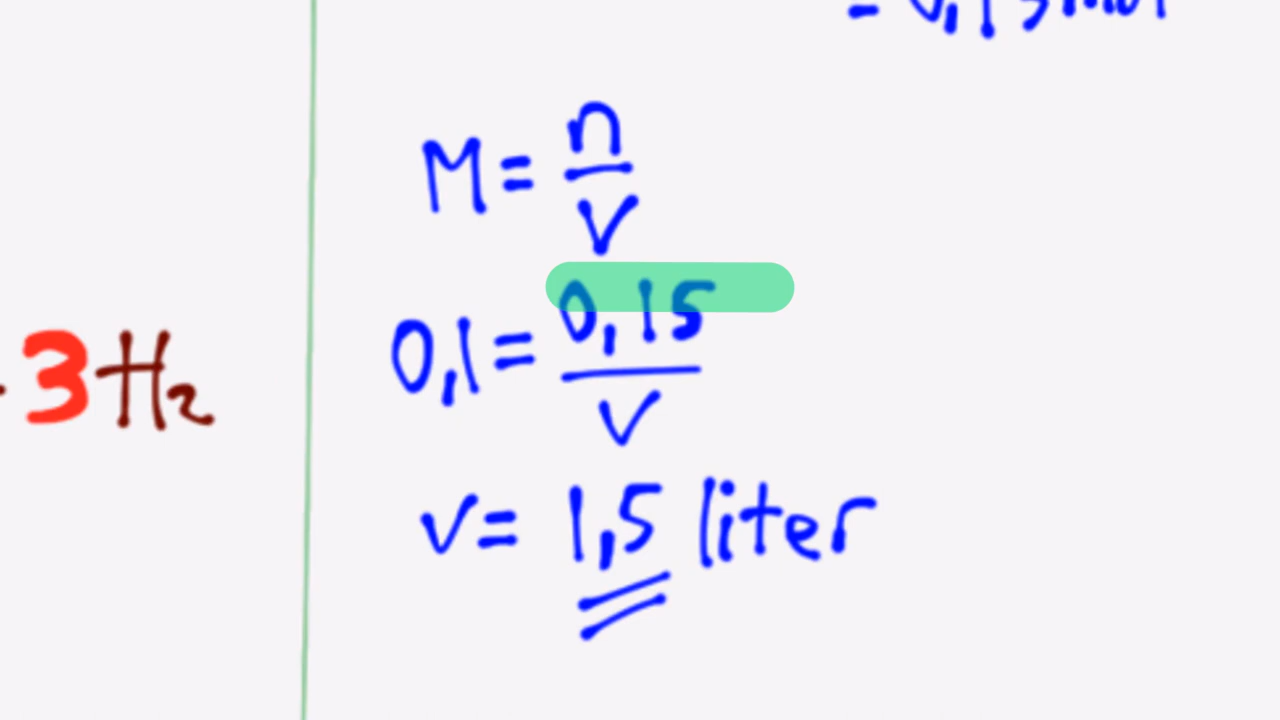 M = n/V
0,1 = 0,15/V
3H₂
V = 1,5 liter